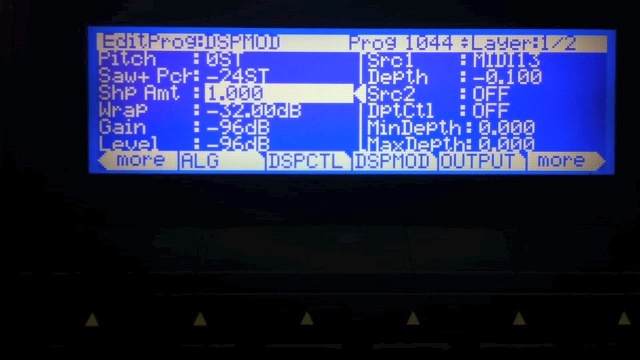 EditProg:DSPMOD Prog 1044 Layer:1/2
Pitch : 0ST Src1 : MIDI13
Saw+ Pch: -24ST Depth : -0.100
Shp Amt : 1.000 Src2 : OFF
Wrap : -32.00dB DptCtl : OFF
Gain : -96dB MinDepth: 0.000
Level : -96dB MaxDepth: 0.000
more ALG DSPCTL DSPMOD OUTPUT more